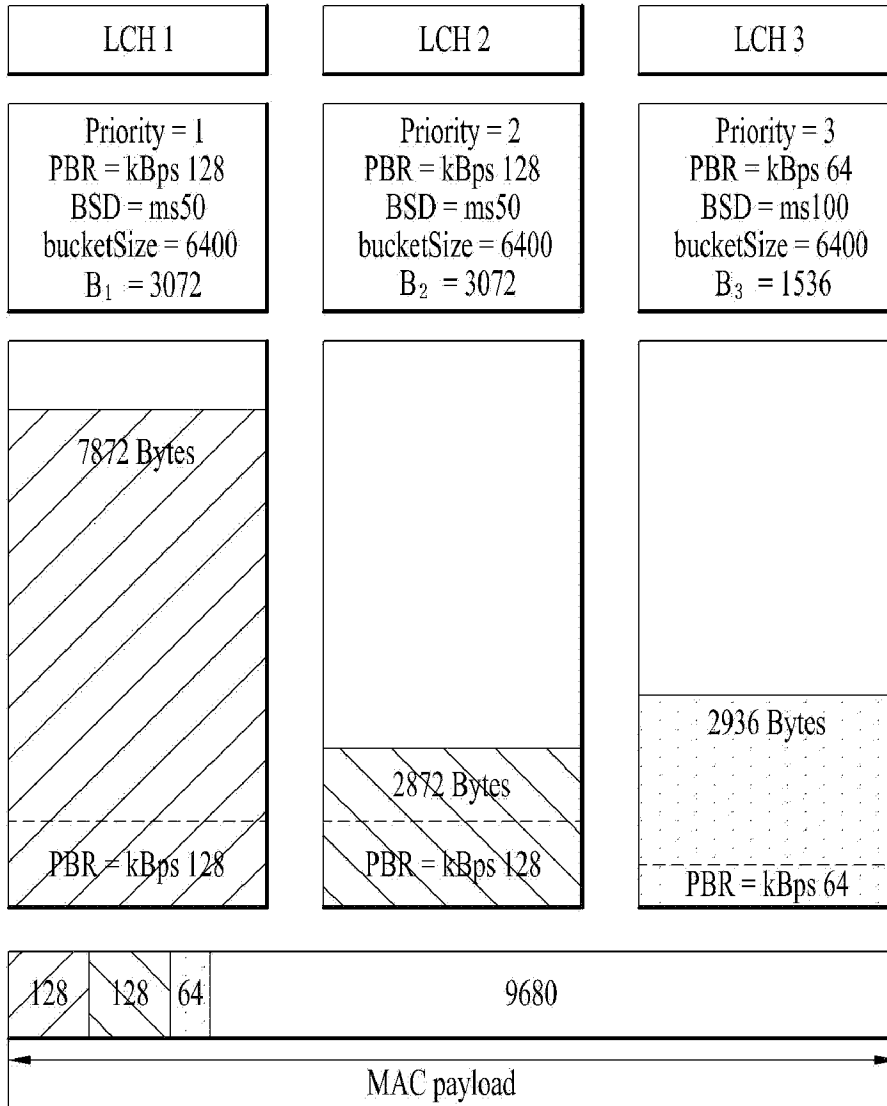 LCH 1
LCH 2
LCH 3
Priority = 1
PBR = kBps 128
BSD = ms50
bucketSize = 6400
B₁ = 3072
Priority = 2
PBR = kBps 128
BSD = ms50
bucketSize = 6400
B₂ = 3072
Priority = 3
PBR = kBps 64
BSD = ms100
bucketSize = 6400
B₃ = 1536
7872 Bytes
PBR = kBps 128
2872 Bytes
PBR = kBps 128
2936 Bytes
PBR = kBps 64
128
128
64
9680
MAC payload